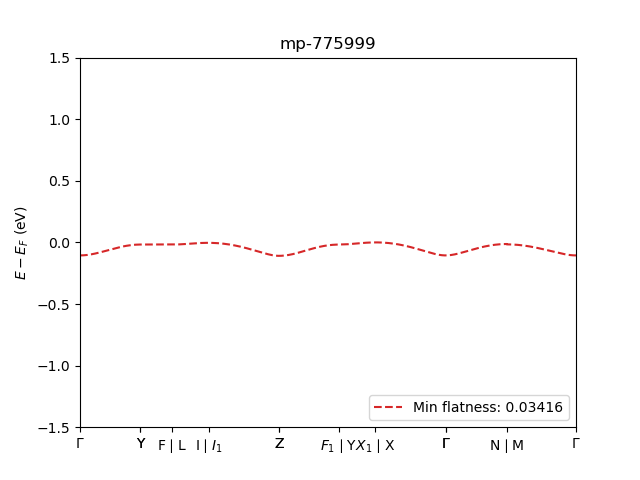 mp-775999
1.5
1.0
0.5
0.0
−0.5
−1.0
−1.5
E − E_F (eV)
Min flatness: 0.03416
Γ Y F | L I | I₁ Z F₁ | Y X₁ | X Γ N | M Γ